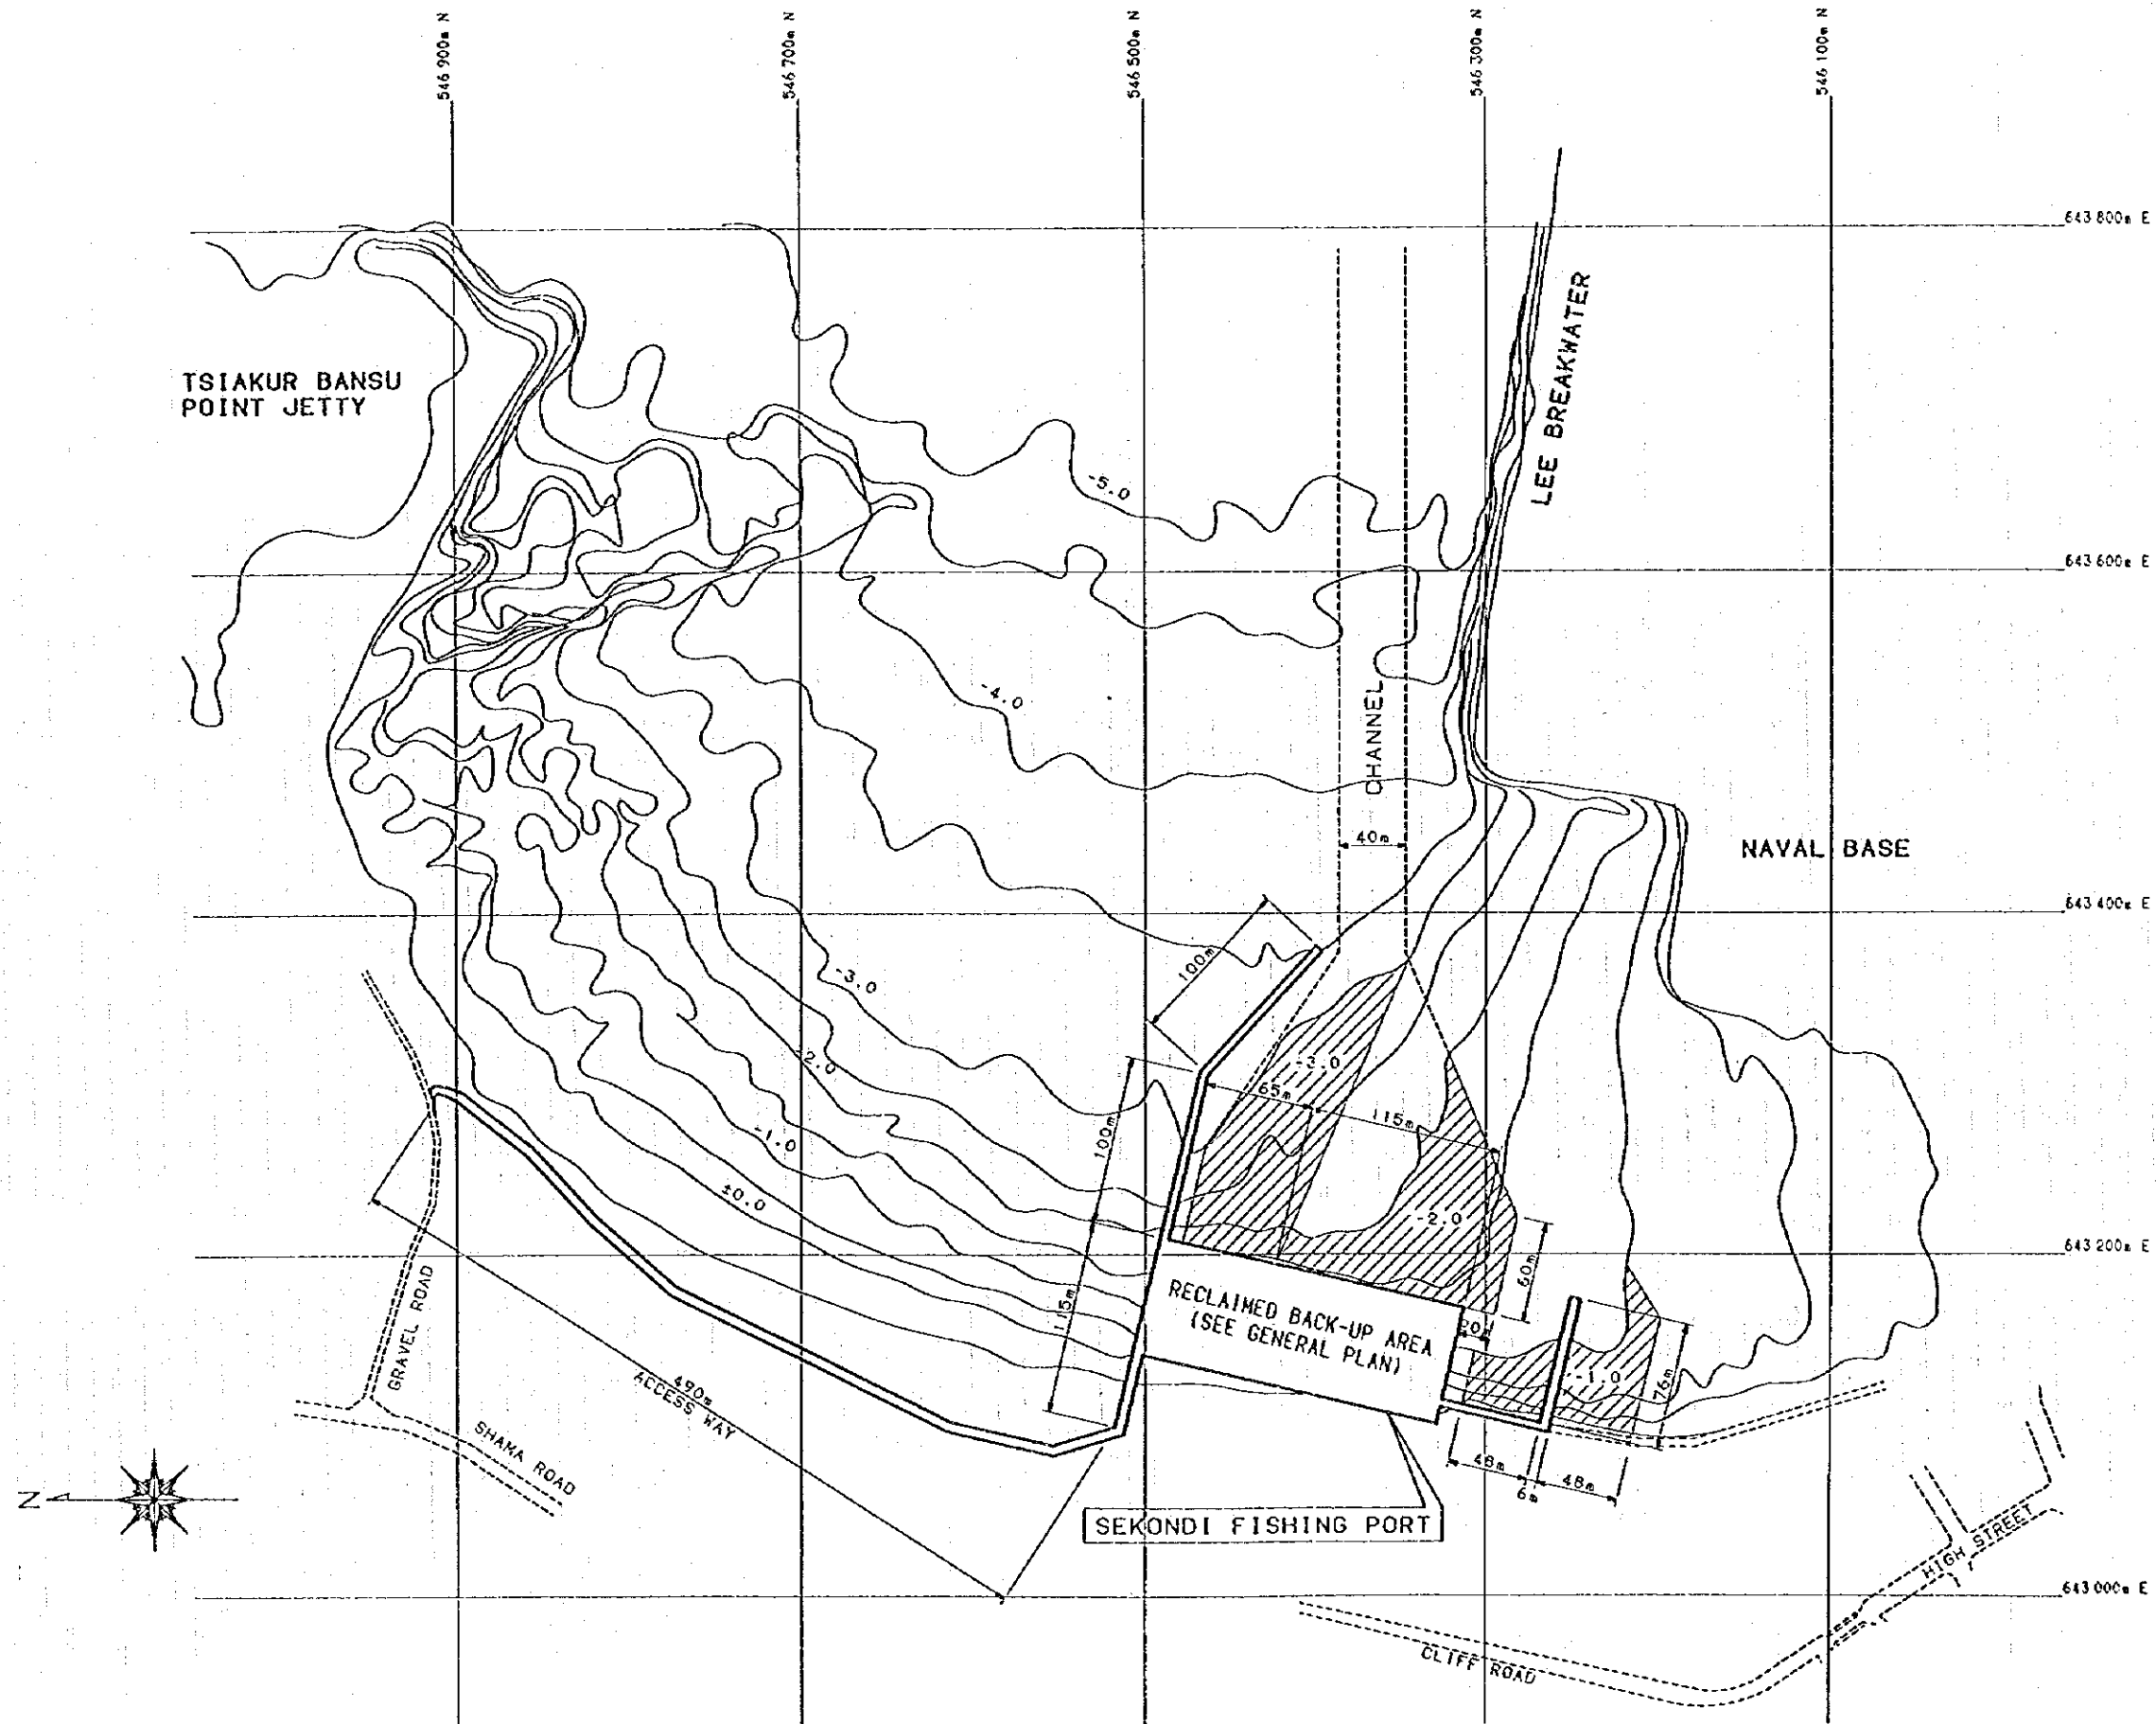 546 900m N
546 700m N
546 500m N
546 300m N
546 100m N
643 800m E
LEE BREAKWATER
TSIAKUR BANSU
POINT JETTY
-5.0
643 600m E
-4.0
CHANNEL
40m
NAVAL BASE
643 400m E
100m
-3.0
-3.0
-2.0
65m
115m
100m
-1.0
±0.0
-2.0
643 200m E
60m
GRAVEL ROAD
115m
RECLAIMED BACK-UP AREA
(SEE GENERAL PLAN)
20
-1.0
76m
490m
ACCESS WAY
SHAMA ROAD
48m
6m
48m
N
SEKONDI FISHING PORT
HIGH STREET
643 000m E
CLIFF ROAD